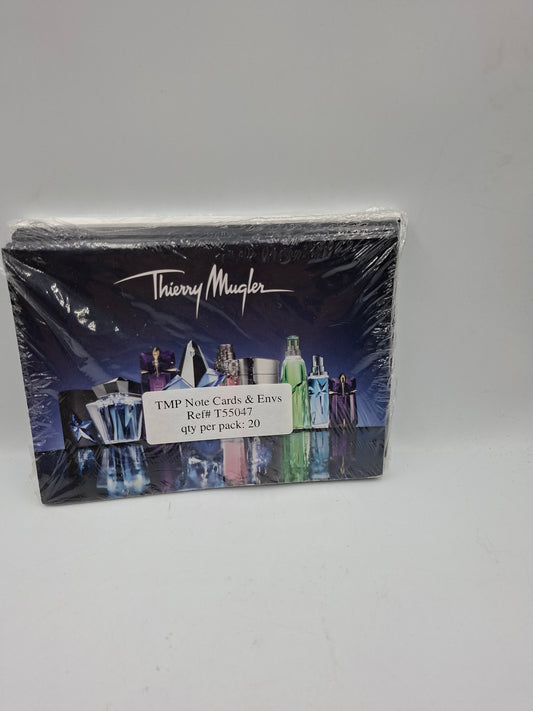 Thierry Mugler
TMP Note Cards & Envs
Ref# T55047
qty per pack: 20